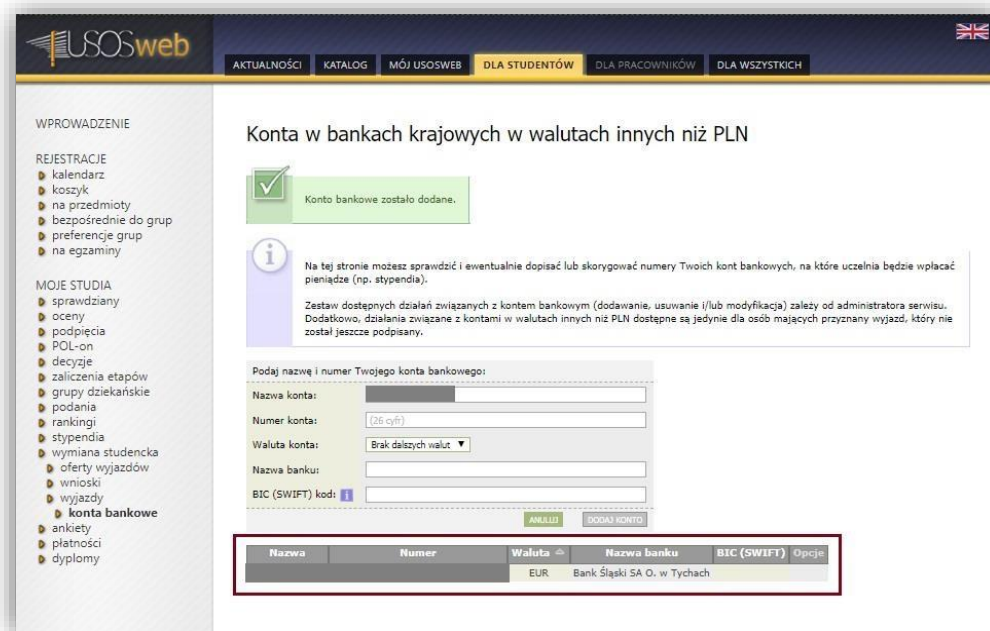 USOSweb
AKTUALNOŚCI KATALOG MÓJ USOSWEB DLA STUDENTÓW DLA PRACOWNIKÓW DLA WSZYSTKICH
WPROWADZENIE
REJESTRACJE
kalendarz
koszyk
na przedmioty
bezpośrednie do grup
preferencje grup
na egzaminy
MOJE STUDIA
sprawdziany
oceny
podpięcia
POL-on
decyzje
zaliczenia etapów
grupy dziekańskie
podania
rankingi
stypendia
wymiana studencka
oferty wyjazdów
wnioski
wyjazdy
konta bankowe
ankiety
płatności
dyplomy
Konta w bankach krajowych w walutach innych niż PLN
Konto bankowe zostało dodane.
Na tej stronie możesz sprawdzić i ewentualnie dopisać lub skorygować numery Twoich kont bankowych, na które uczelnia będzie wpłacać
pieniądze (np. stypendia).
Zestaw dostępnych działań związanych z kontem bankowym (dodawanie, usuwanie i/lub modyfikacja) zależy od administratora serwisu.
Dodatkowo, działania związane z kontami w walutach innych niż PLN dostępne są jedynie dla osób mających przyznany wyjazd, który nie
został jeszcze podpisany.
Podaj nazwę i numer Twojego konta bankowego:
Nazwa konta:
Numer konta: (26 cyfr)
Waluta konta: Brak dalszych walut
Nazwa banku:
BIC (SWIFT) kod: i
ANULUJ DODAJ KONTO
Nazwa Numer Waluta Nazwa banku BIC (SWIFT) Opcje
EUR Bank Śląski SA O. w Tychach